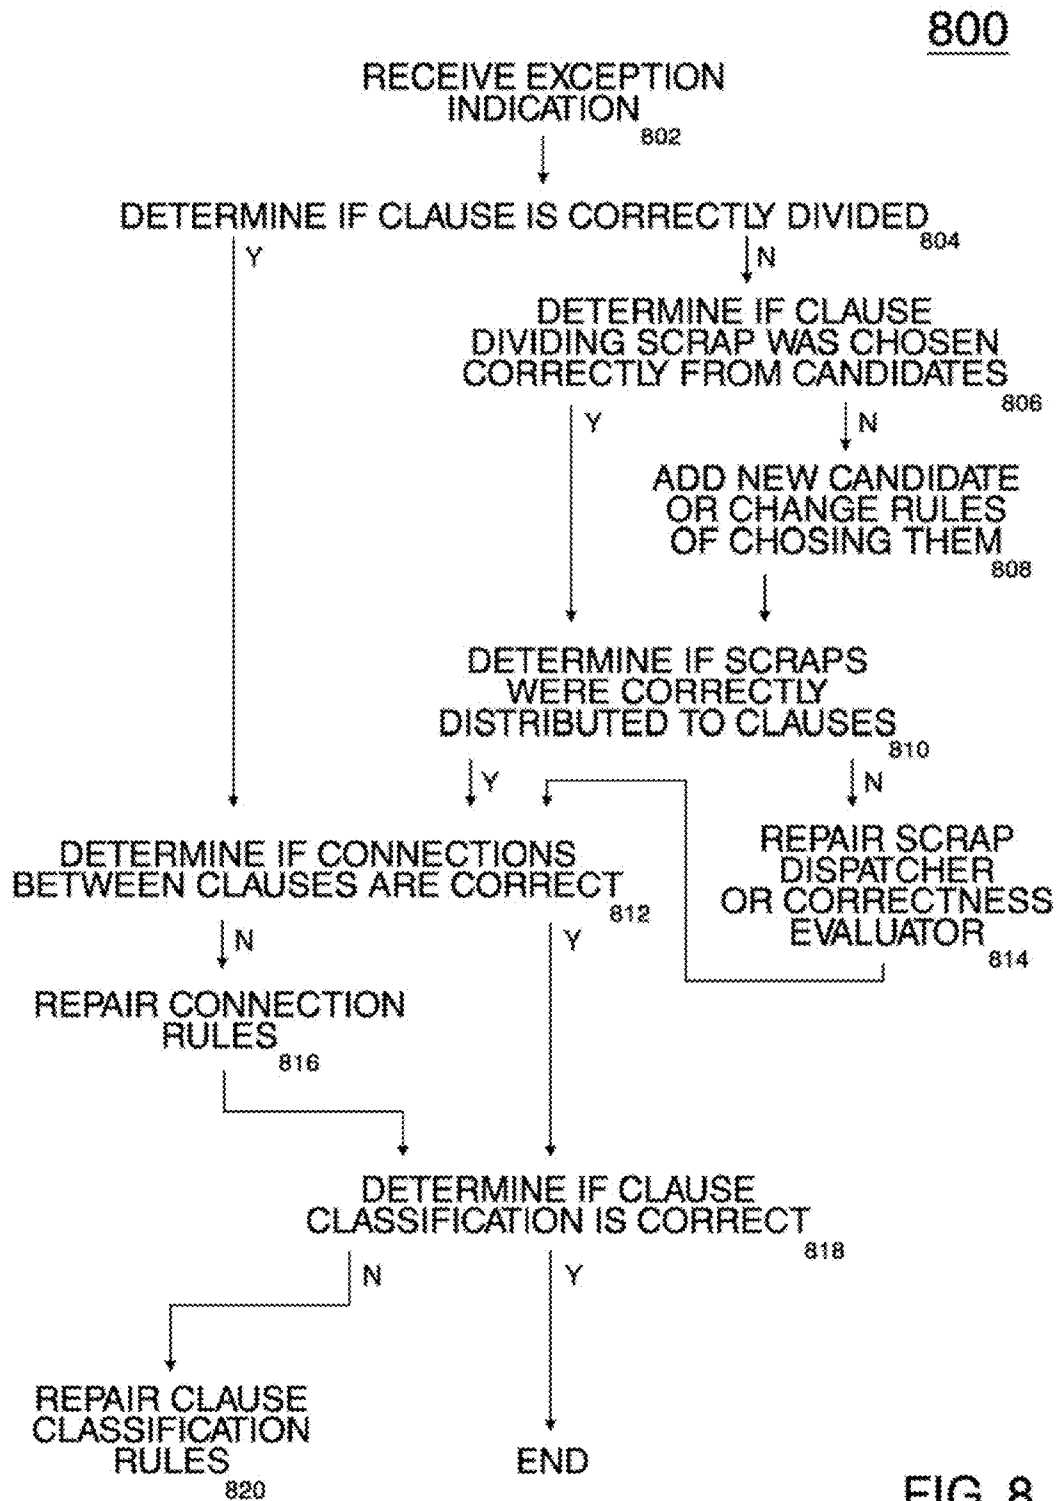 800
RECEIVE EXCEPTION
INDICATION
802
DETERMINE IF CLAUSE IS CORRECTLY DIVIDED
804
Y
N
DETERMINE IF CLAUSE
DIVIDING SCRAP WAS CHOSEN
CORRECTLY FROM CANDIDATES
806
Y
N
ADD NEW CANDIDATE
OR CHANGE RULES
OF CHOSING THEM
808
DETERMINE IF SCRAPS
WERE CORRECTLY
DISTRIBUTED TO CLAUSES
810
Y
N
DETERMINE IF CONNECTIONS
BETWEEN CLAUSES ARE CORRECT
812
REPAIR SCRAP
DISPATCHER
OR CORRECTNESS
EVALUATOR
814
N
Y
REPAIR CONNECTION
RULES
816
DETERMINE IF CLAUSE
CLASSIFICATION IS CORRECT
818
N
Y
REPAIR CLAUSE
CLASSIFICATION
RULES
820
END
FIG. 8